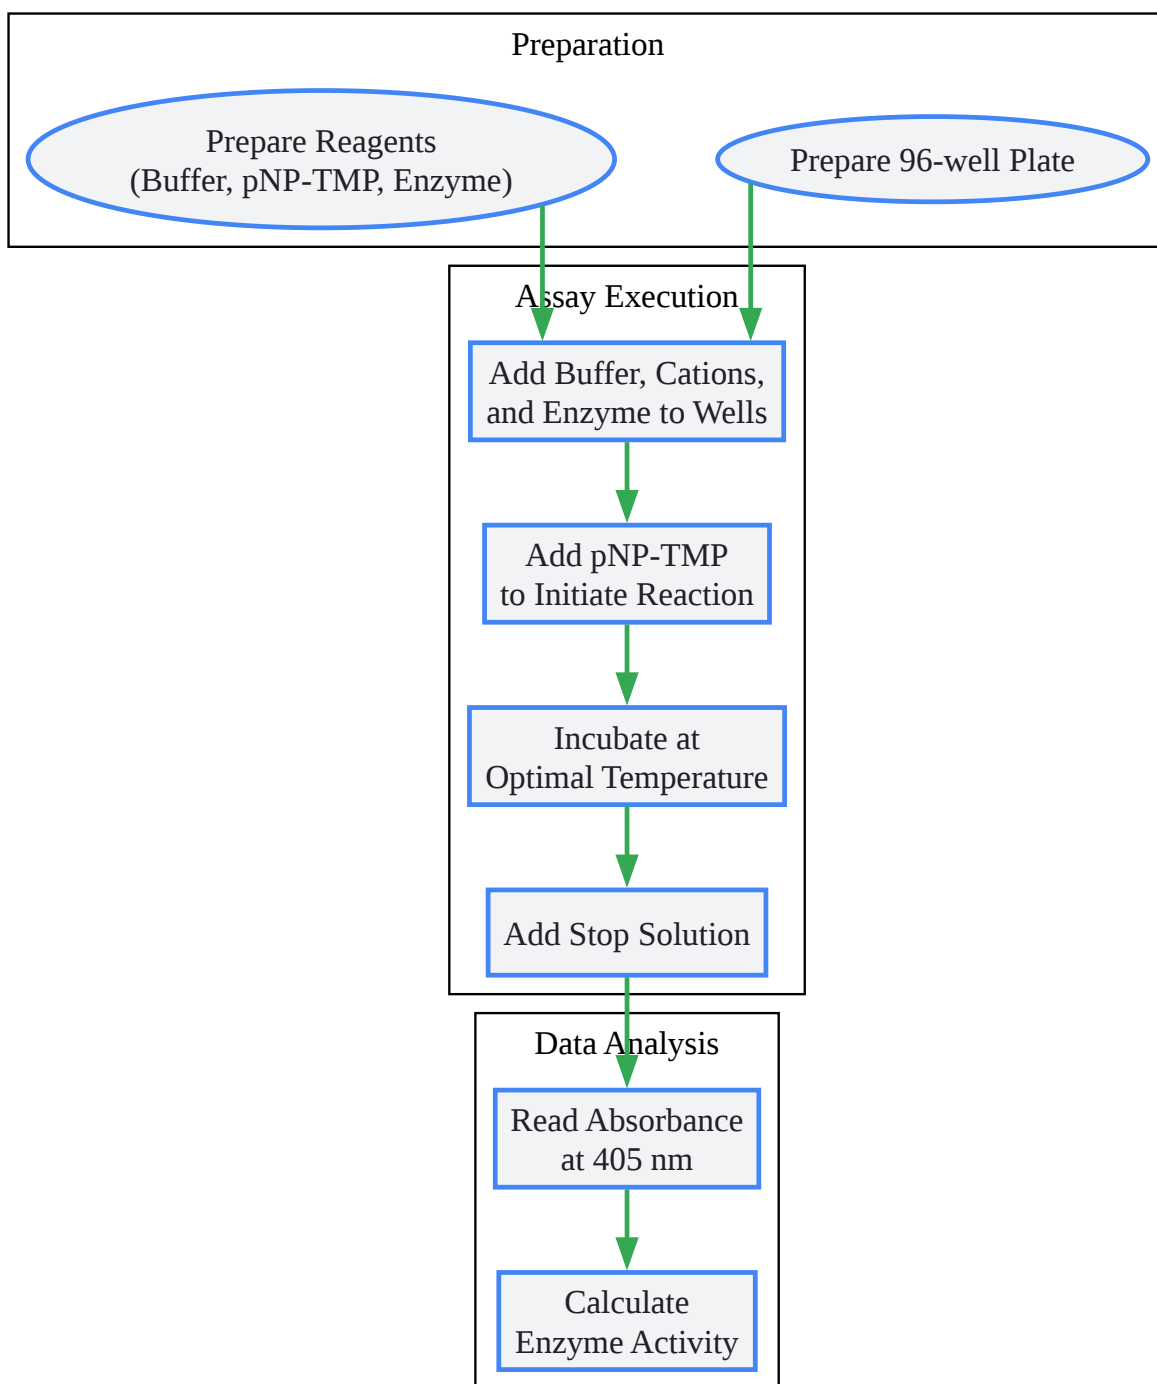 Preparation
Prepare Reagents
(Buffer, pNP-TMP, Enzyme)
Prepare 96-well Plate
Assay Execution
Add Buffer, Cations,
and Enzyme to Wells
Add pNP-TMP
to Initiate Reaction
Incubate at
Optimal Temperature
Add Stop Solution
Data Analysis
Read Absorbance
at 405 nm
Calculate
Enzyme Activity